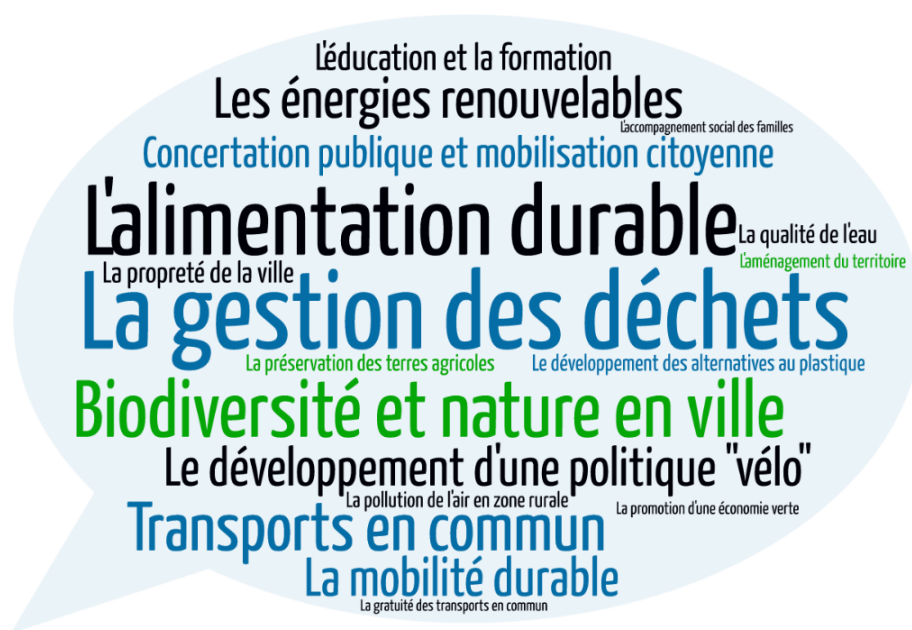 L'éducation et la formation
Les énergies renouvelables
L'accompagnement social des familles
Concertation publique et mobilisation citoyenne
L'alimentation durable
La qualité de l'eau
L'aménagement du territoire
La propreté de la ville
La gestion des déchets
La préservation des terres agricoles
Le développement des alternatives au plastique
Biodiversité et nature en ville
Le développement d'une politique "vélo"
La pollution de l'air en zone rurale
La promotion d'une économie verte
Transports en commun
La mobilité durable
La gratuité des transports en commun